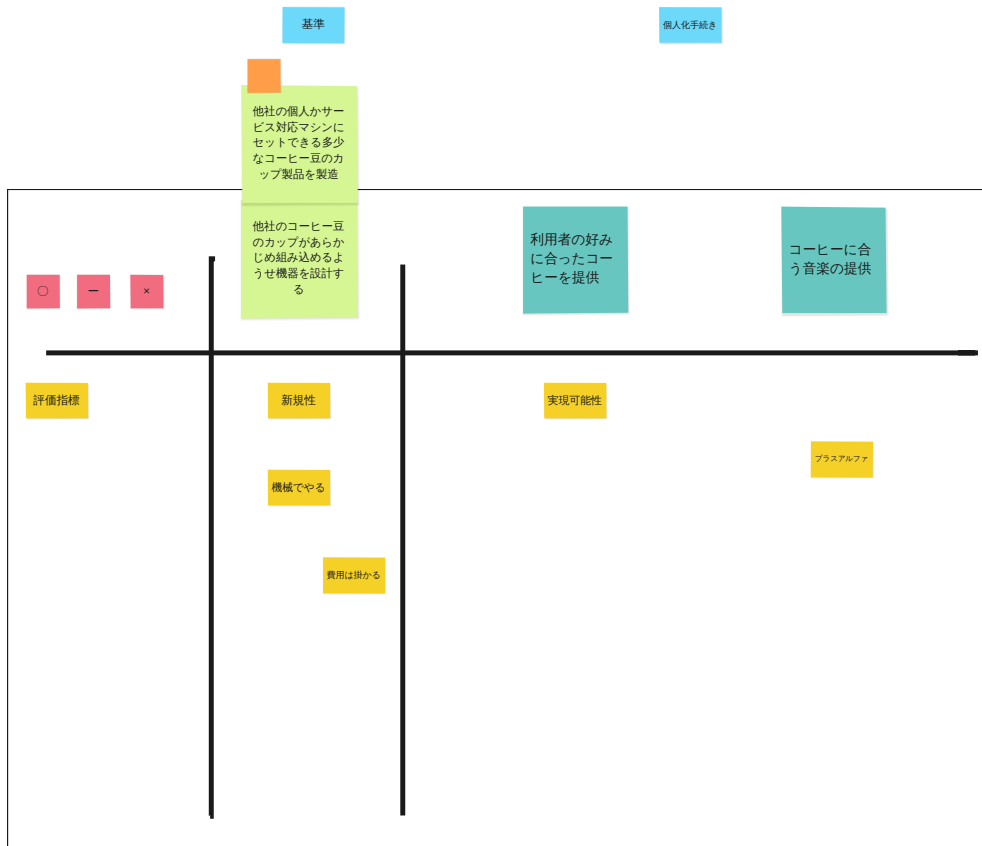 基準
個人化手続き
他社の個人かサー
ビス対応マシンに
セットできる多少
なコーヒー豆のカ
ップ製品を製造
他社のコーヒー豆
のカップがあらか
じめ組み込めるよ
うせ機器を設計す
る
利用者の好み
に合ったコー
ヒーを提供
コーヒーに合
う音楽の提供
〇
ー
×
評価指標
新規性
実現可能性
プラスアルファ
機械でやる
費用は掛かる